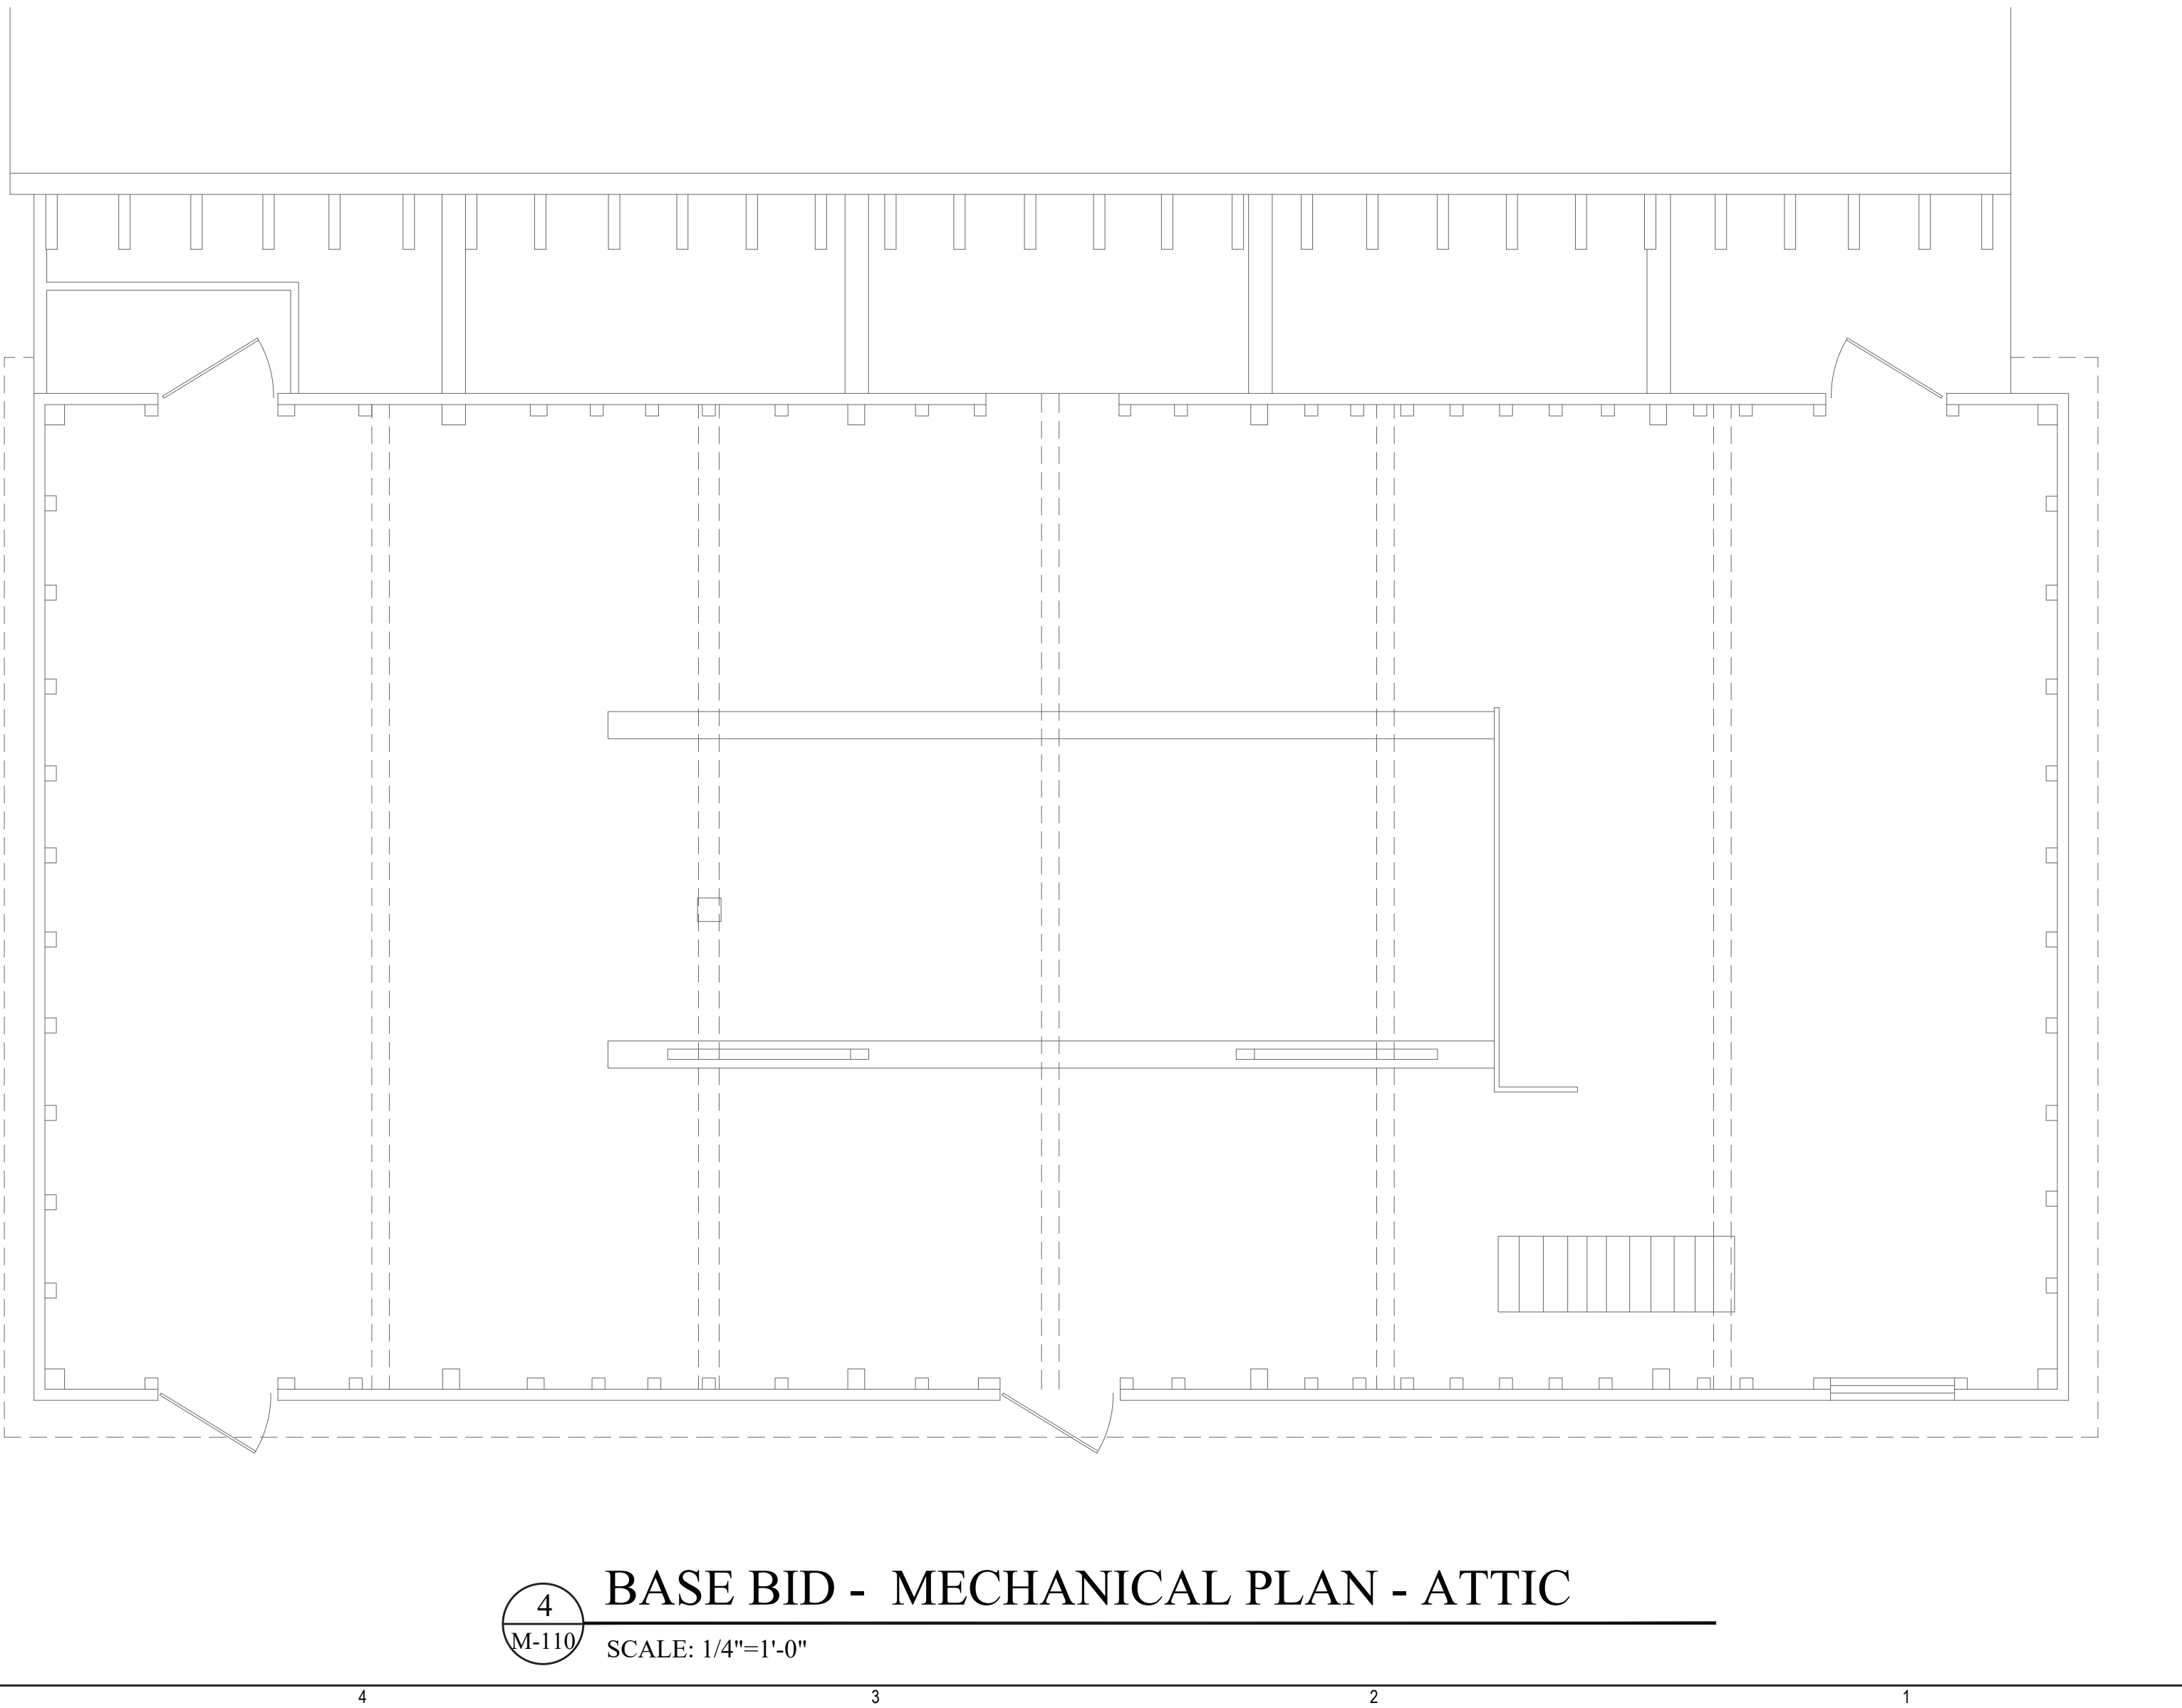 BASE BID - MECHANICAL PLAN - ATTIC
4
M-110
SCALE: 1/4"=1'-0"
4 3 2 1